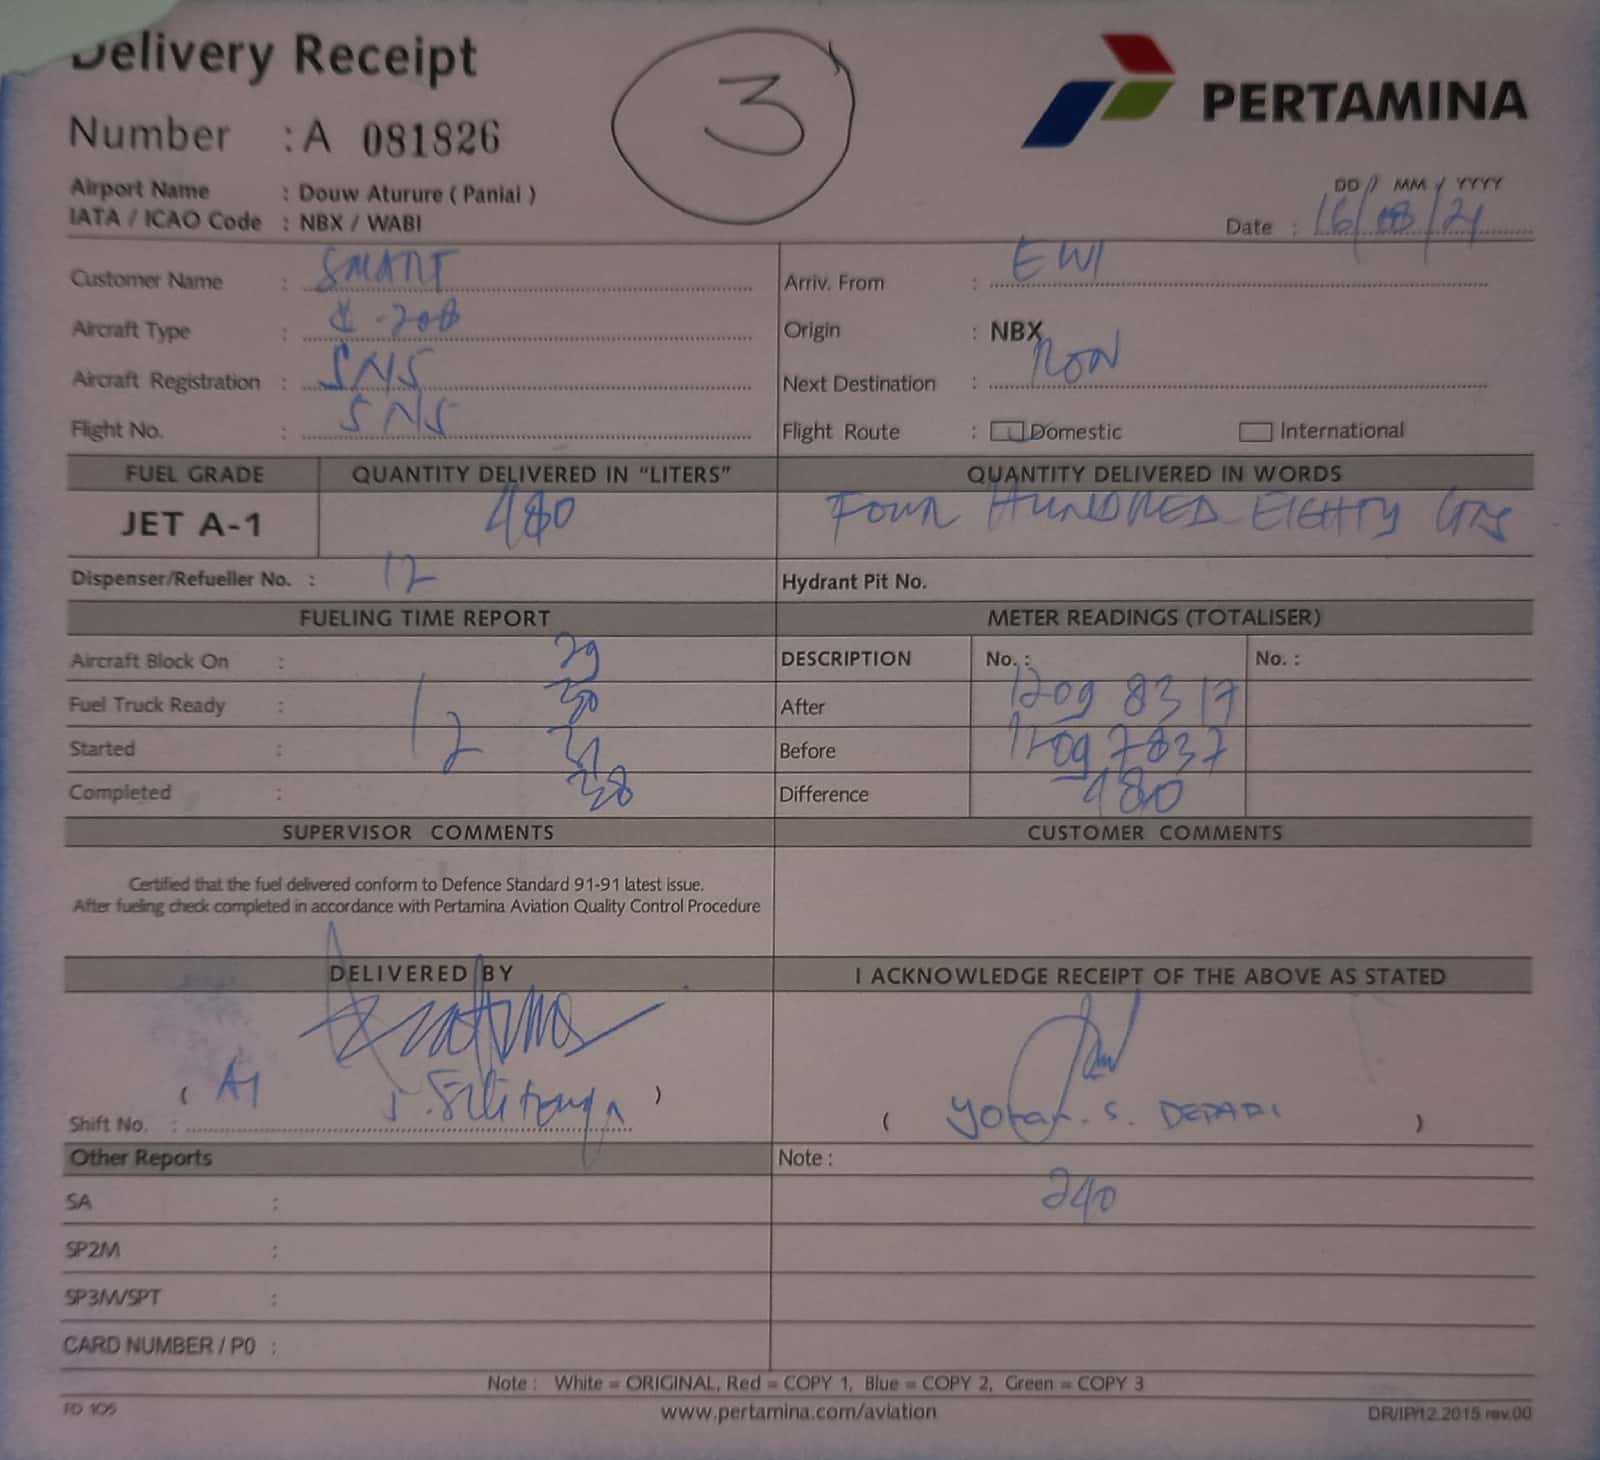 Delivery Receipt
3
PERTAMINA
Number : A 081826
Airport Name : Douw Aturure ( Paniai )
IATA / ICAO Code : NBX / WABI
DD / MM / YYYY
Date : 16/08/21
Customer Name : SMART
Arriv. From : EWI
Aircraft Type : -208
Origin : NBX
Aircraft Registration : SNS
Next Destination : RON
Flight No. : SNS
Flight Route : Domestic International
FUEL GRADE QUANTITY DELIVERED IN “LITERS” QUANTITY DELIVERED IN WORDS
JET A-1 480 FOUR HUNDRED EIGHTY LTRS
Dispenser/Refueller No. : 12 Hydrant Pit No.
FUELING TIME REPORT METER READINGS (TOTALISER)
Aircraft Block On : 29 DESCRIPTION No. : No. :
Fuel Truck Ready : 30 After 1209 8317
Started : 12 31 Before 1209 7837
Completed : 38 Difference 480
SUPERVISOR COMMENTS CUSTOMER COMMENTS
Certified that the fuel delivered conform to Defence Standard 91-91 latest issue.
After fueling check completed in accordance with Pertamina Aviation Quality Control Procedure
DELIVERED BY I ACKNOWLEDGE RECEIPT OF THE ABOVE AS STATED
( A1 )
Shift No. :
( S. )
Other Reports Note :
SA : 240
SP2M :
SP3M/SPT :
CARD NUMBER / P0 :
Note : White = ORIGINAL, Red = COPY 1, Blue = COPY 2, Green = COPY 3
FD 105 www.pertamina.com/aviation DR/IP/12.2015 rev.00